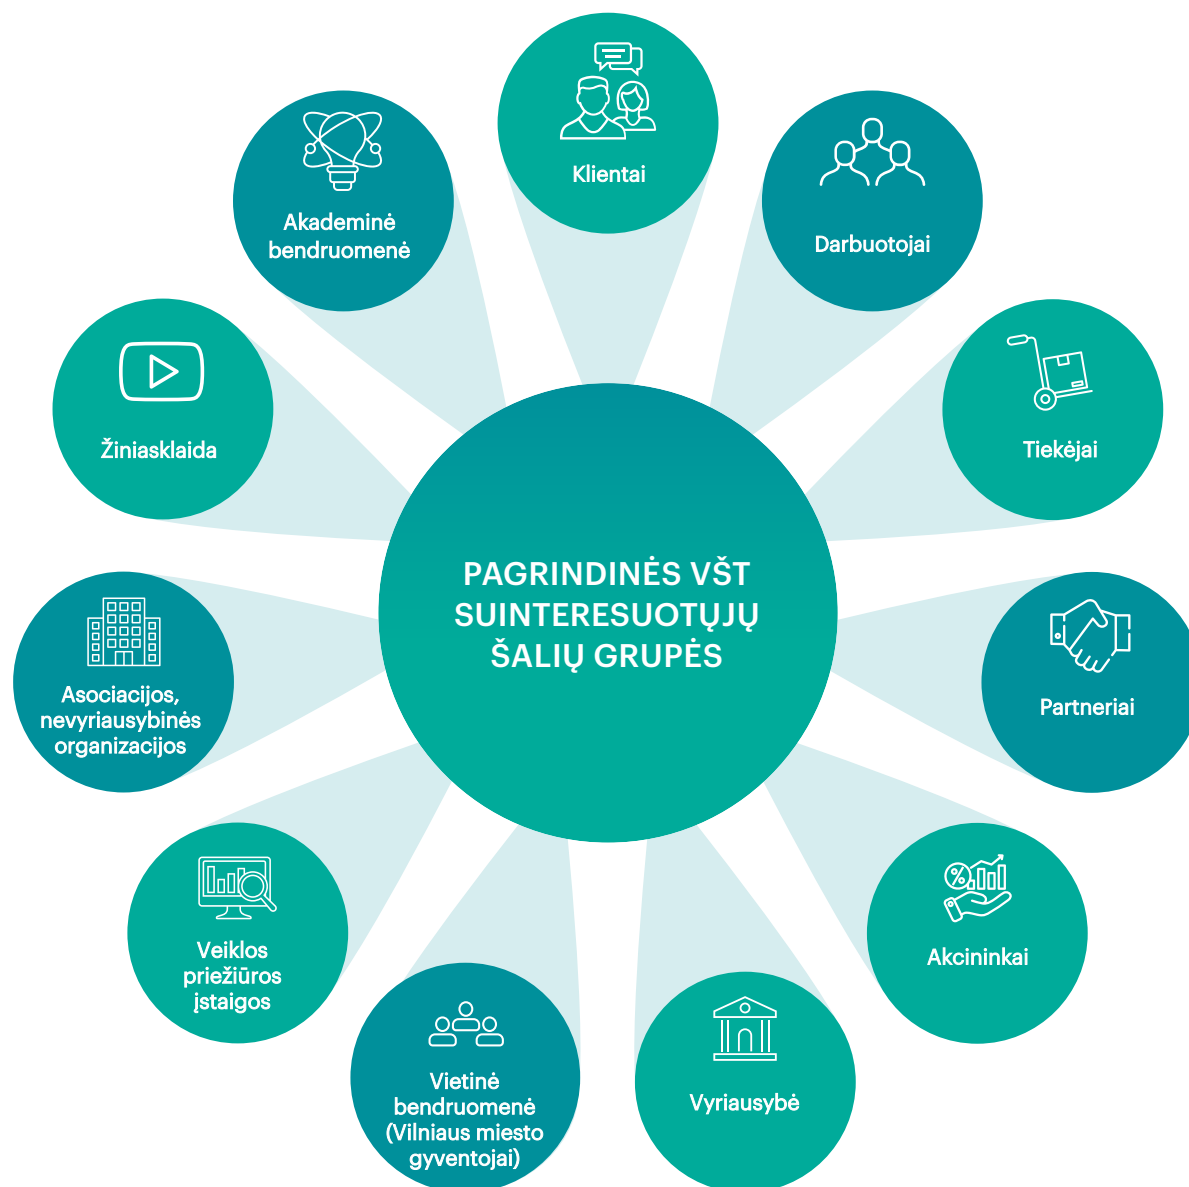 Klientai
Darbuotojai
Akademinė
bendruomenė
Tiekėjai
Žiniasklaida
PAGRINDINĖS VŠT
SUINTERESUOTŲJŲ
ŠALIŲ GRUPĖS
Partneriai
Asociacijos,
nevyriausybinės
organizacijos
Akcininkai
Veiklos
priežiūros
įstaigos
Vyriausybė
Vietinė
bendruomenė
(Vilniaus miesto
gyventojai)